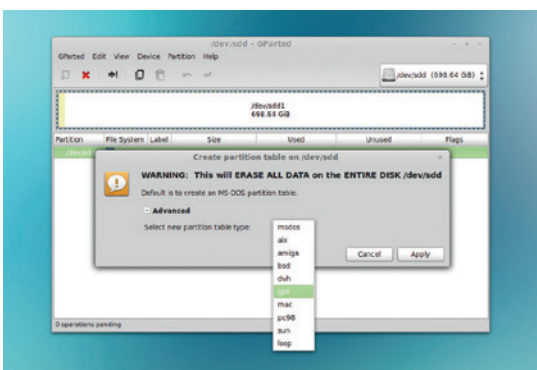 /dev/sdd - GParted
GParted Edit View Device Partition Help
/dev/sdd (698.64 GB)
/dev/sdd1
698.64 GiB
Partition File System Label Size Used Unused Flags
/dev/sd
Create partition table on /dev/sdd
WARNING: This will ERASE ALL DATA on the ENTIRE DISK /dev/sdd
Default is to create an MS-DOS partition table.
- Advanced
Select new partition table type:
msdos
aix
amiga
bsd
dvh
gpt
mac
pc98
sun
loop
Cancel Apply
0 operations pending